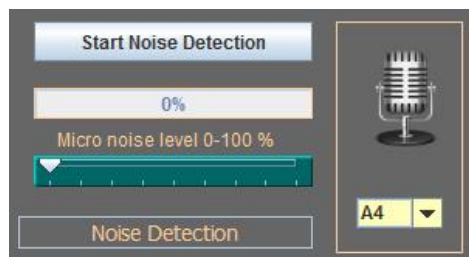 Start Noise Detection
0%
Micro noise level 0-100 %
A4
Noise Detection